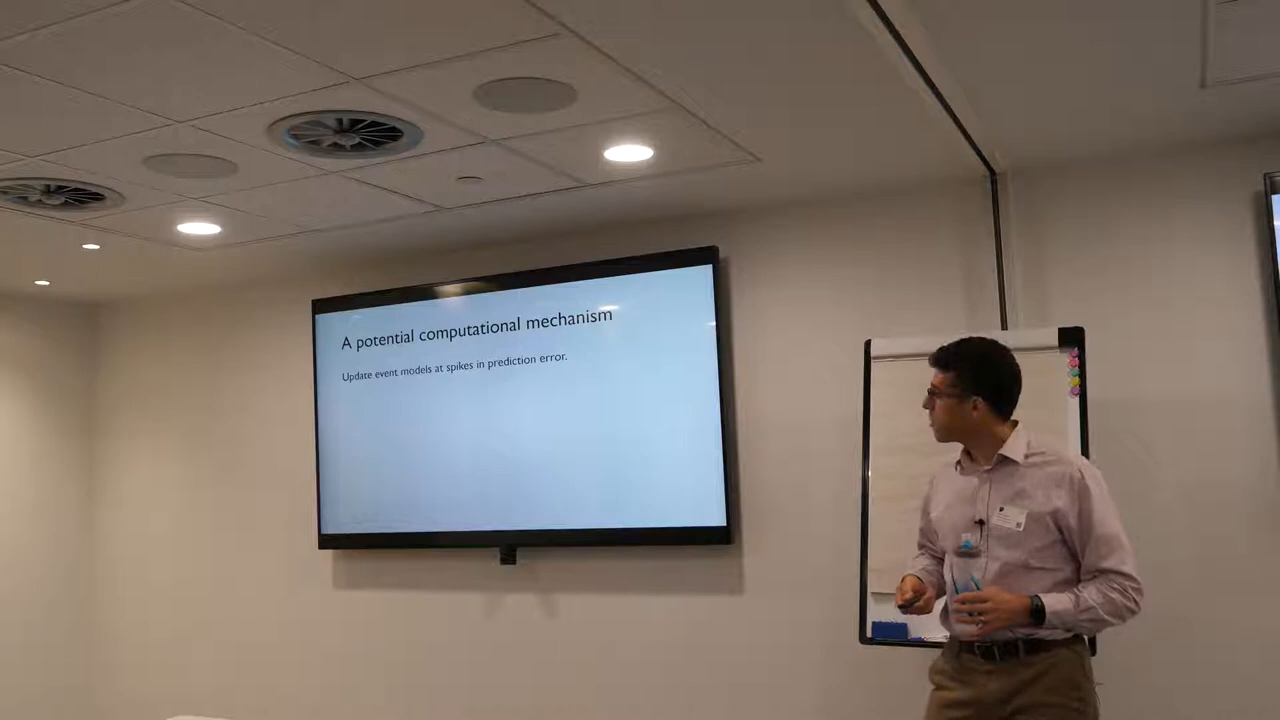 A potential computational mechanism
Update event models at spikes in prediction error.